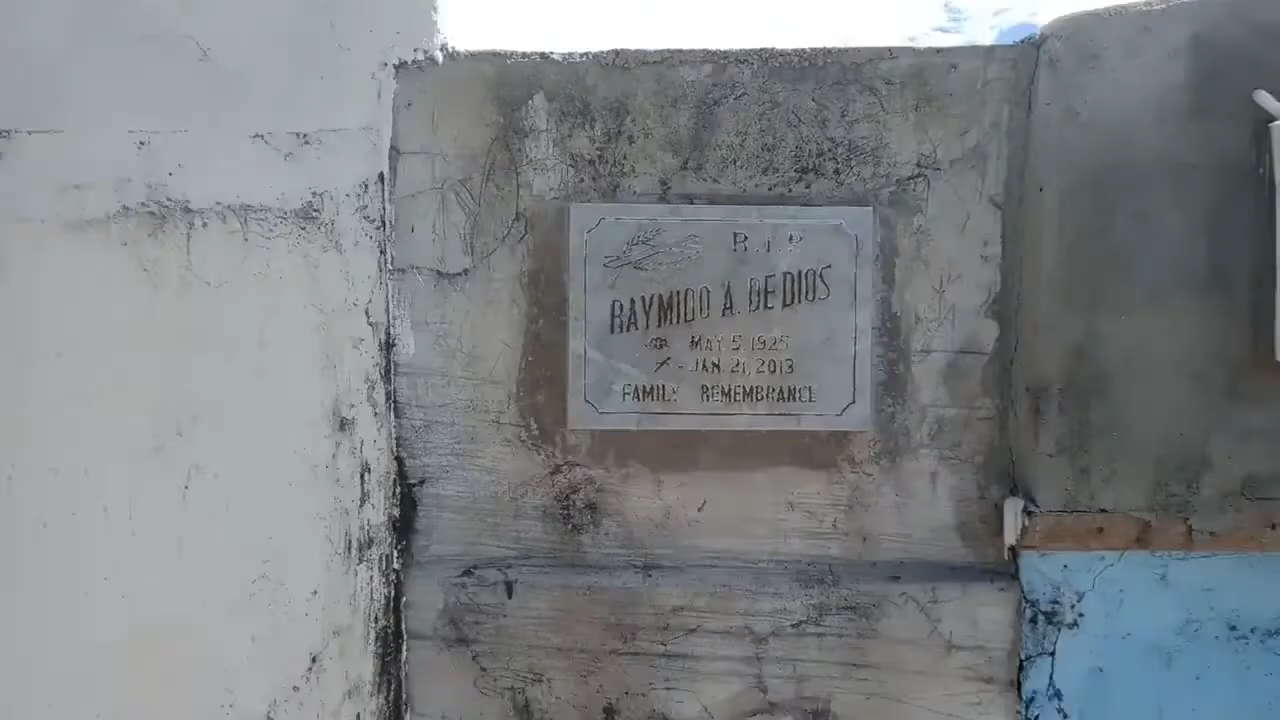 R.I.P
RAYMIDO A. DE DIOS
MAY 5, 1925
- JAN. 21, 2013
FAMILY REMEMBRANCE